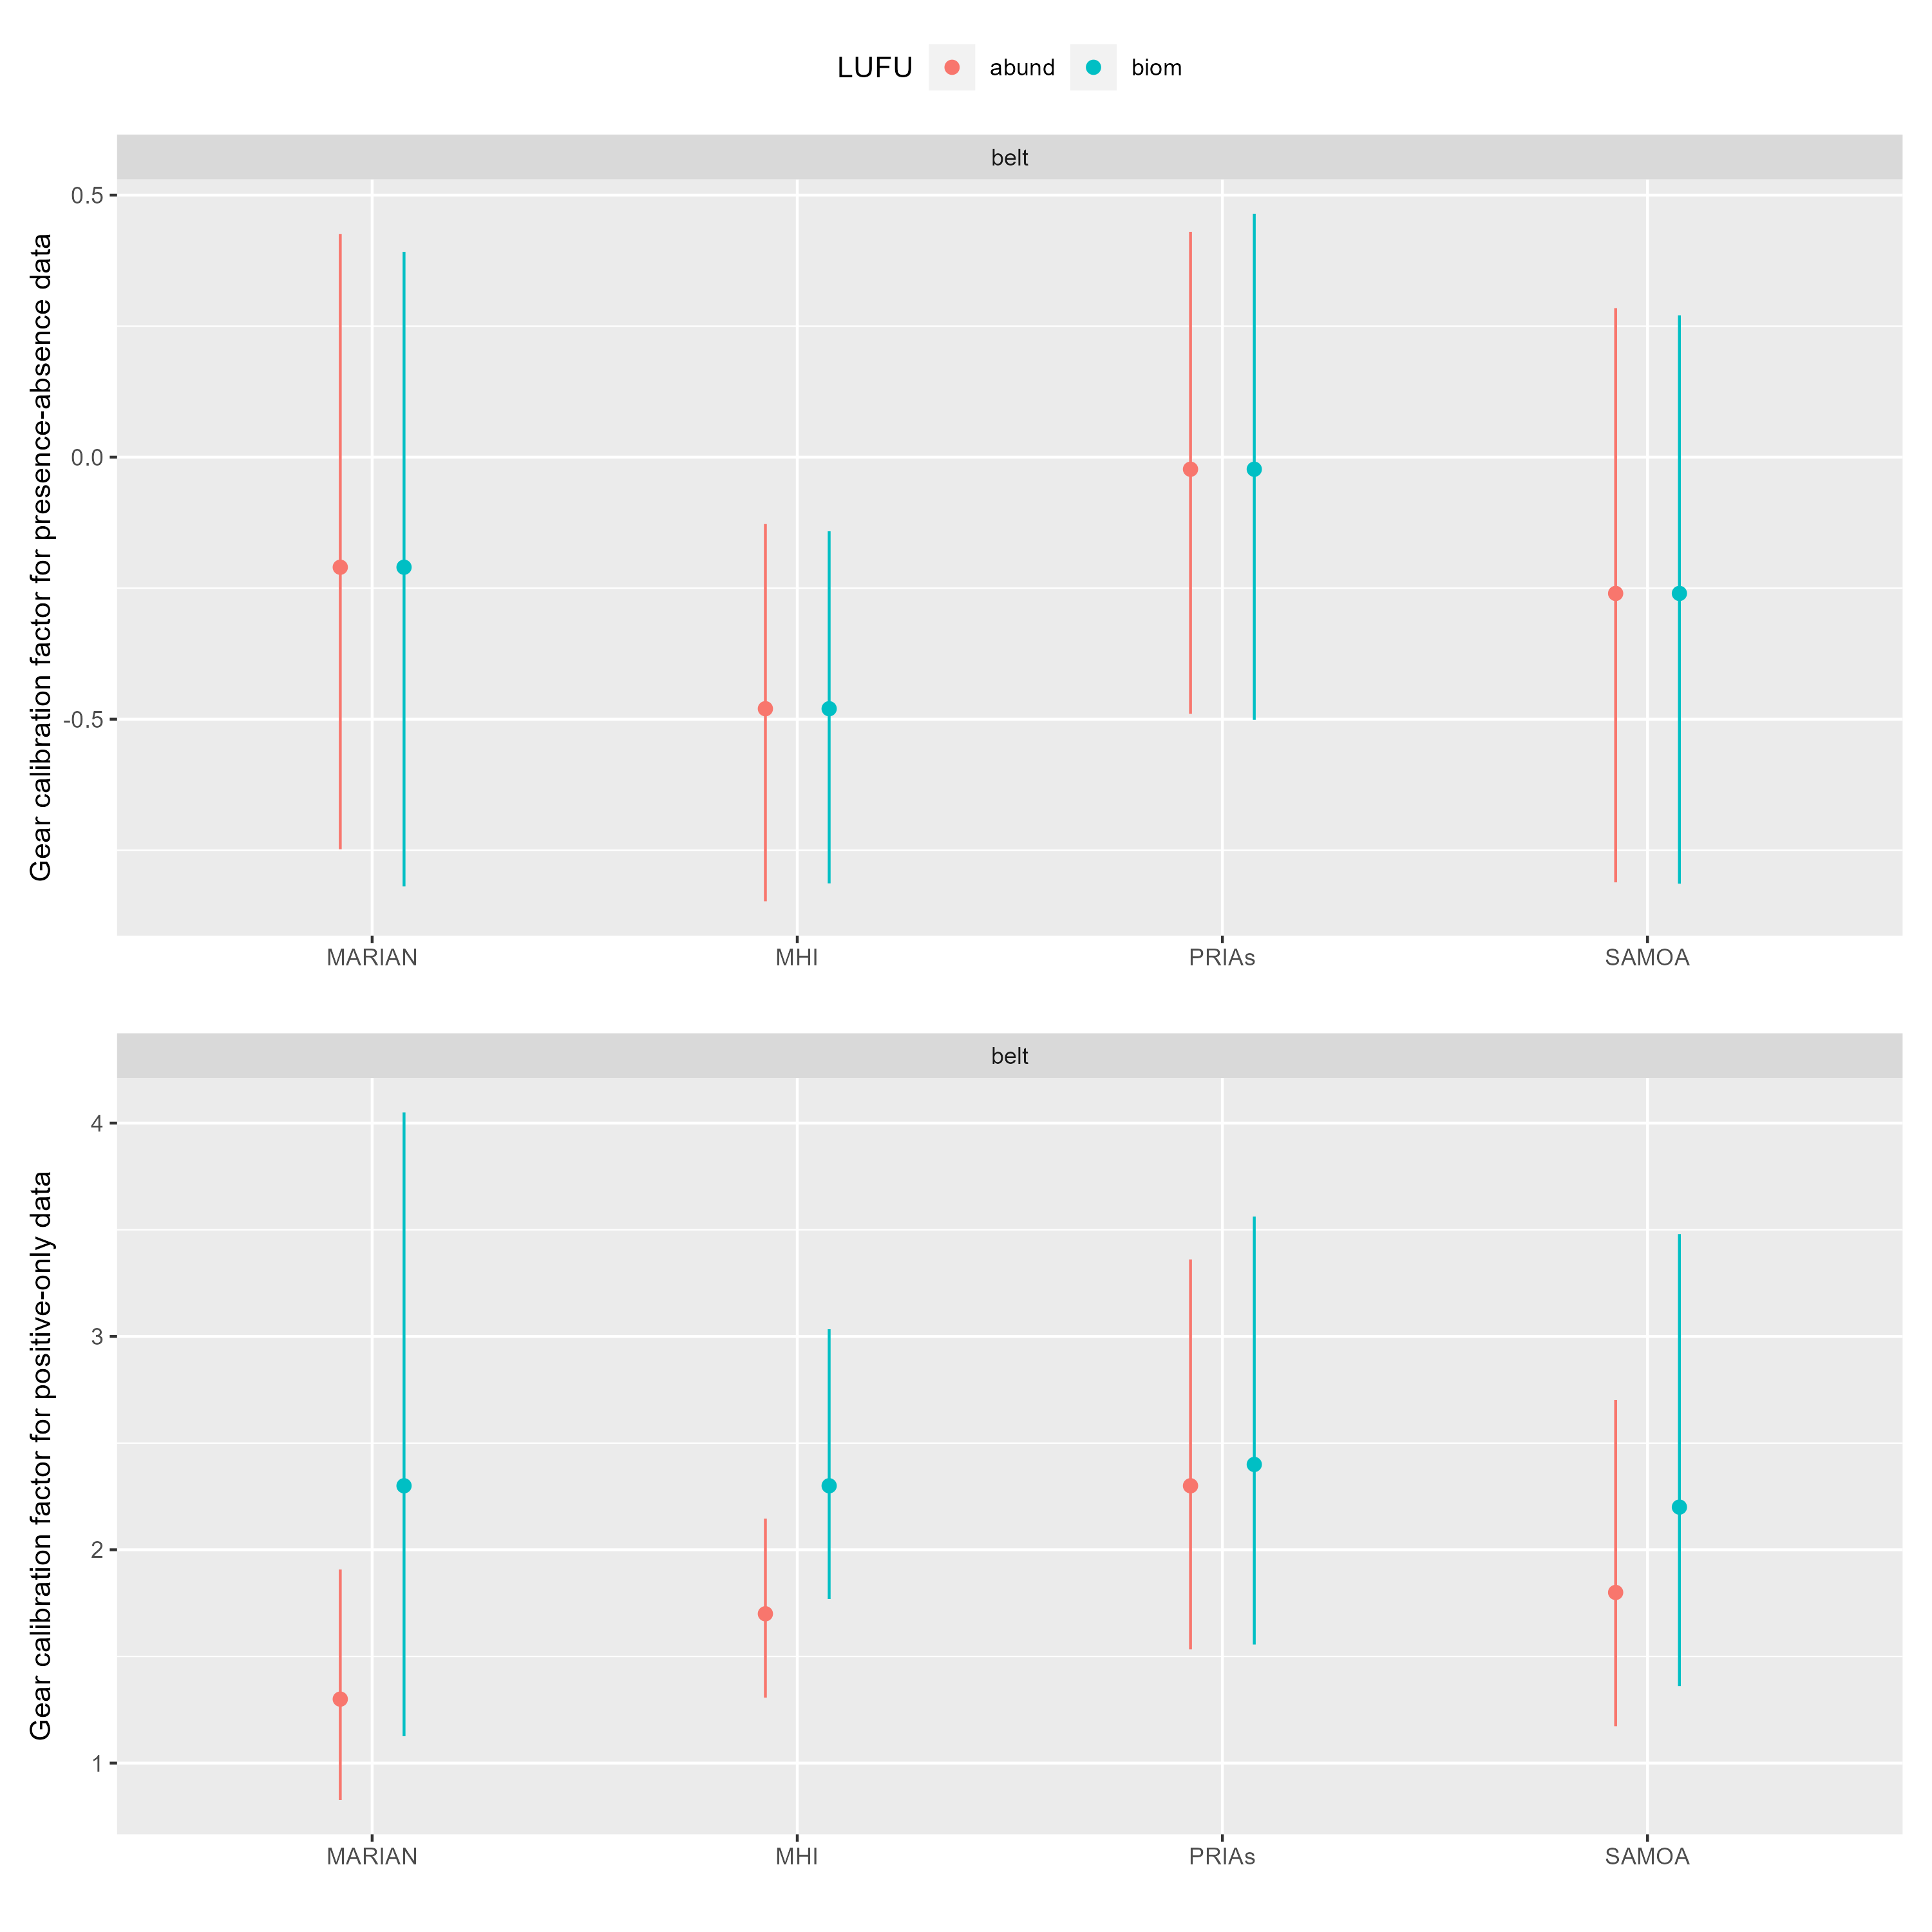 LUFU abund biom
belt
Gear calibration factor for presence-absence data
0.5
0.0
-0.5
MARIAN MHI PRIAs SAMOA
belt
Gear calibration factor for positive-only data
4
3
2
1
MARIAN MHI PRIAs SAMOA